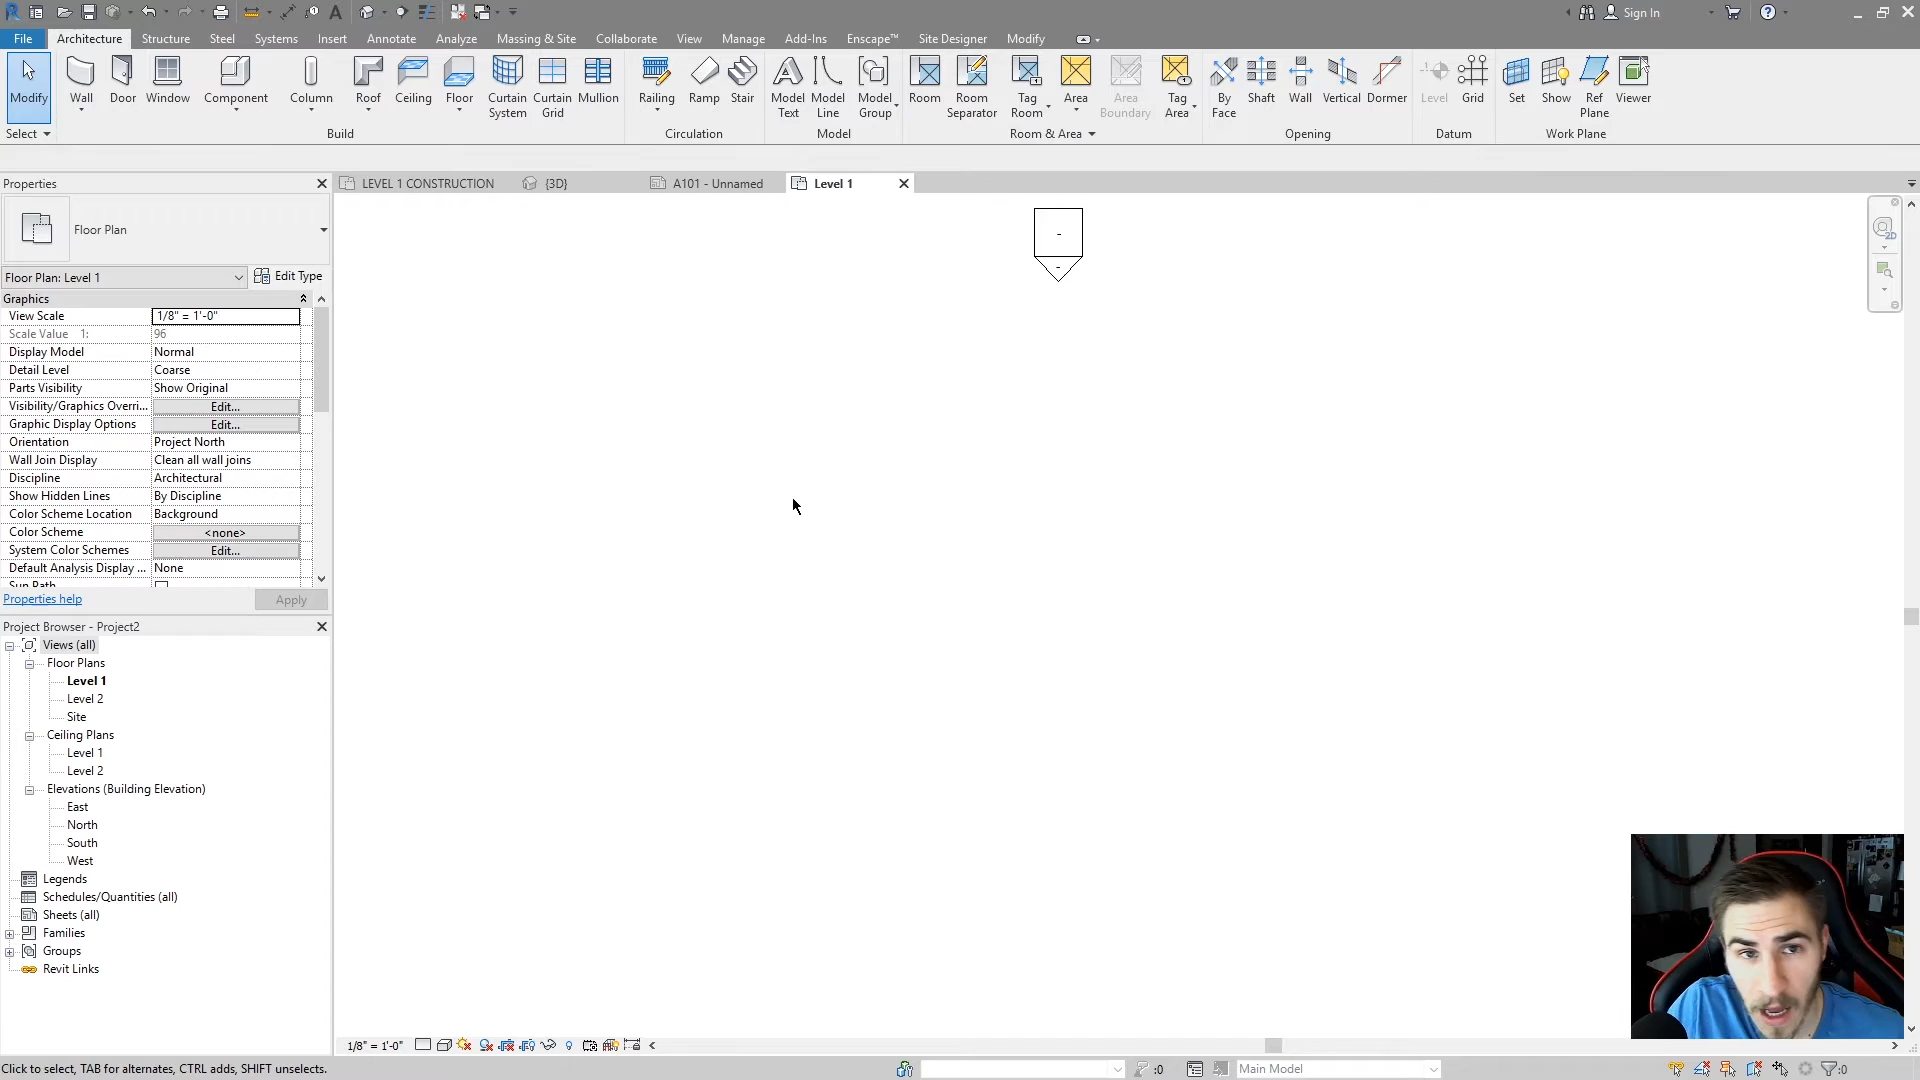 Sign In
File Architecture Structure Steel Systems Insert Annotate Analyze Massing & Site Collaborate View Manage Add-Ins Enscape™ Site Designer Modify
Modify Wall Door Window Component Column Roof Ceiling Floor Curtain System Curtain Grid Mullion Railing Ramp Stair Model Text Model Line Model Group Room Room Separator Tag Room Area Area Boundary Tag Area By Face Shaft Wall Vertical Dormer Level Grid Set Show Ref Plane Viewer
Select Build Circulation Model Room & Area Opening Datum Work Plane
Properties
LEVEL 1 CONSTRUCTION {3D} A101 - Unnamed Level 1
Floor Plan
Floor Plan: Level 1 Edit Type
Graphics
View Scale 1/8" = 1'-0"
Scale Value 1: 96
Display Model Normal
Detail Level Coarse
Parts Visibility Show Original
Visibility/Graphics Overri... Edit...
Graphic Display Options Edit...
Orientation Project North
Wall Join Display Clean all wall joins
Discipline Architectural
Show Hidden Lines By Discipline
Color Scheme Location Background
Color Scheme <none>
System Color Schemes Edit...
Default Analysis Display ... None
Sun Path
Properties help Apply
Project Browser - Project2
Views (all)
Floor Plans
Level 1
Level 2
Site
Ceiling Plans
Level 1
Level 2
Elevations (Building Elevation)
East
North
South
West
Legends
Schedules/Quantities (all)
Sheets (all)
Families
Groups
Revit Links
2D
1/8" = 1'-0"
Click to select, TAB for alternates, CTRL adds, SHIFT unselects. :0 Main Model :0